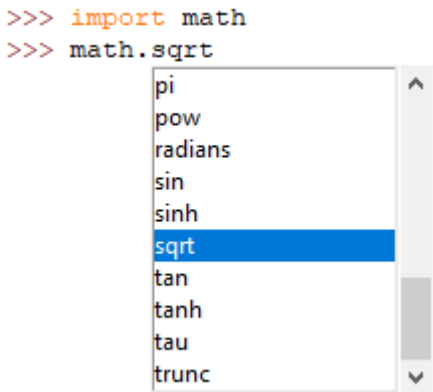 >>> import math
>>> math.sqrt
pi
pow
radians
sin
sinh
sqrt
tan
tanh
tau
trunc